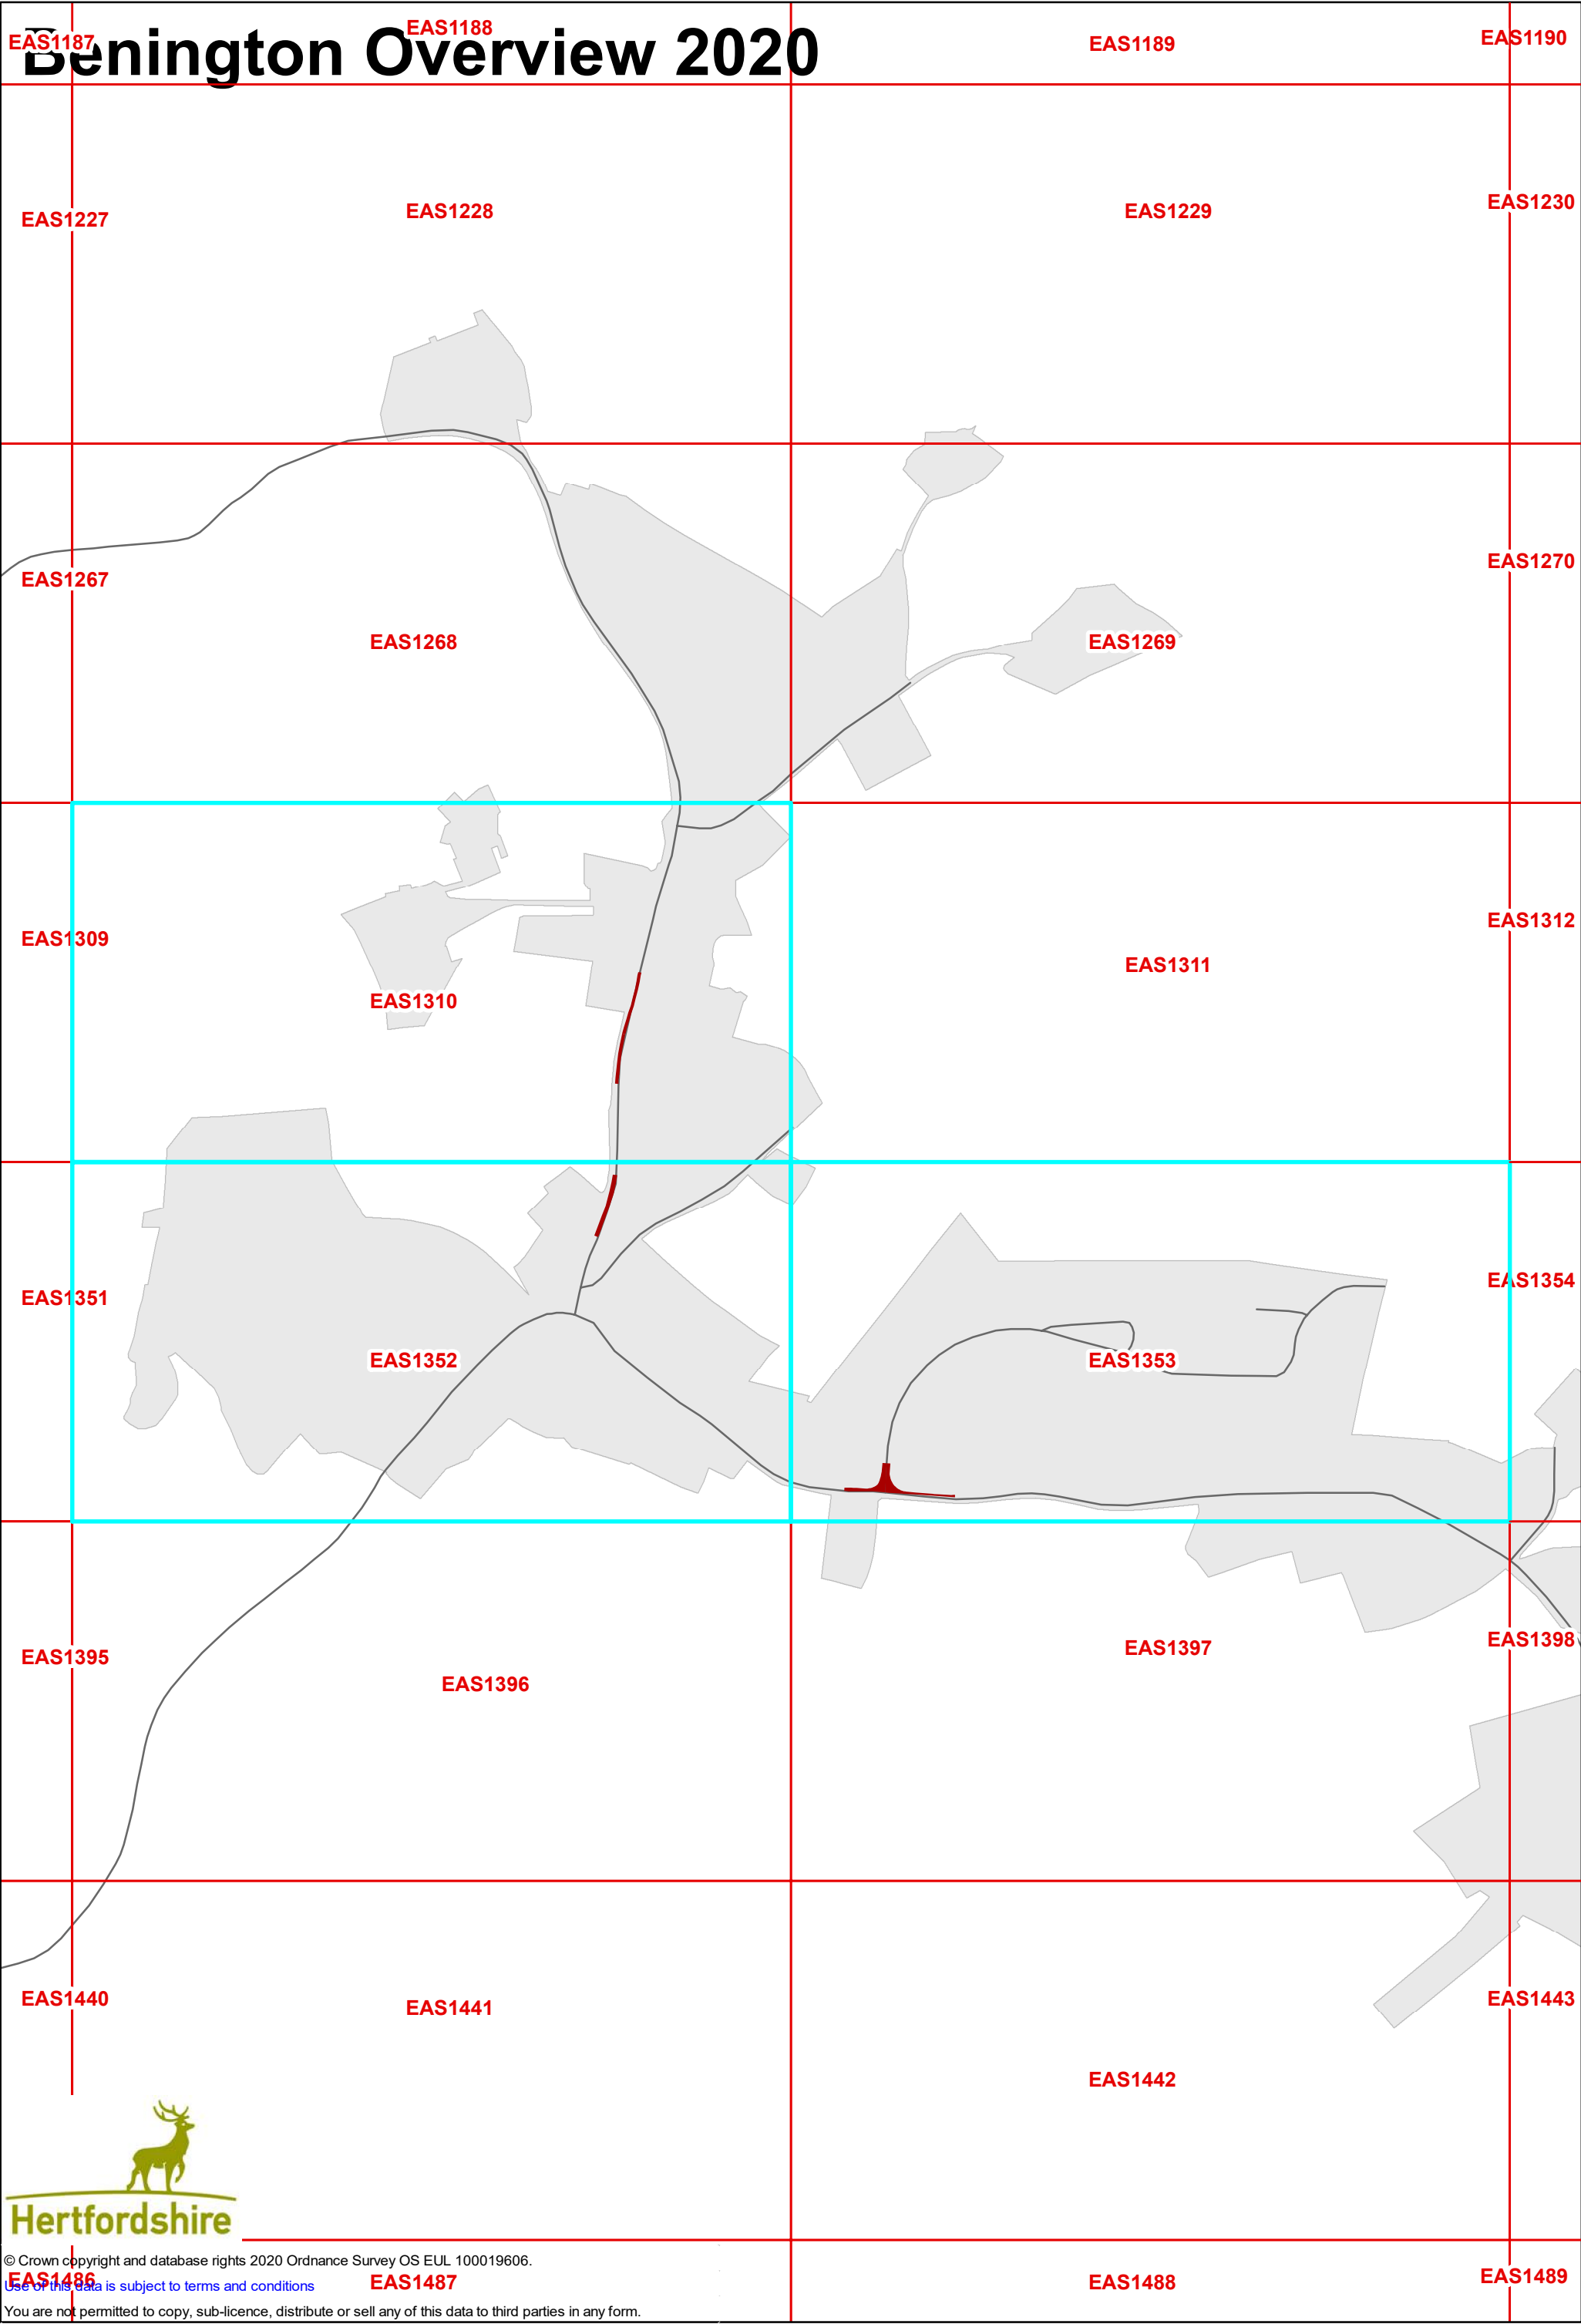 EAS1187
EAS1188
EAS1189
EAS1190
Benington Overview 2020
EAS1227
EAS1228
EAS1229
EAS1230
EAS1267
EAS1268
EAS1269
EAS1270
EAS1309
EAS1310
EAS1311
EAS1312
EAS1351
EAS1352
EAS1353
EAS1354
EAS1395
EAS1396
EAS1397
EAS1398
EAS1440
EAS1441
EAS1442
EAS1443
Hertfordshire
© Crown copyright and database rights 2020 Ordnance Survey OS EUL 100019606.
EAS1486
Use of this data is subject to terms and conditions
EAS1487
EAS1488
EAS1489
You are not permitted to copy, sub-licence, distribute or sell any of this data to third parties in any form.